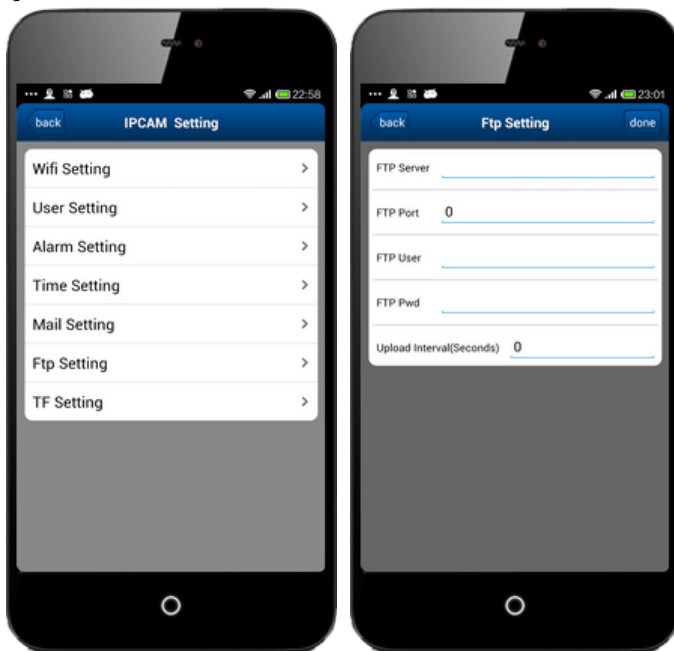 22:58
back
IPCAM Setting
Wifi Setting
User Setting
Alarm Setting
Time Setting
Mail Setting
Ftp Setting
TF Setting
23:01
back
Ftp Setting
done
FTP Server
FTP Port 0
FTP User
FTP Pwd
Upload Interval(Seconds) 0